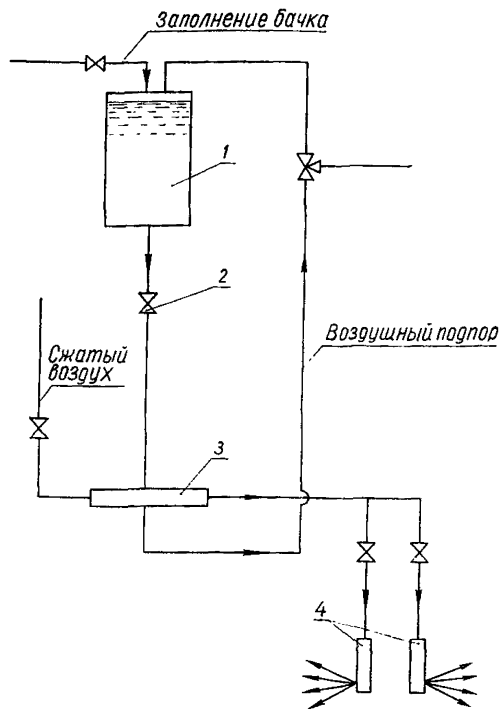 Заполнение бачка
1
2
Воздушный подпор
Сжатый
воздух
3
4